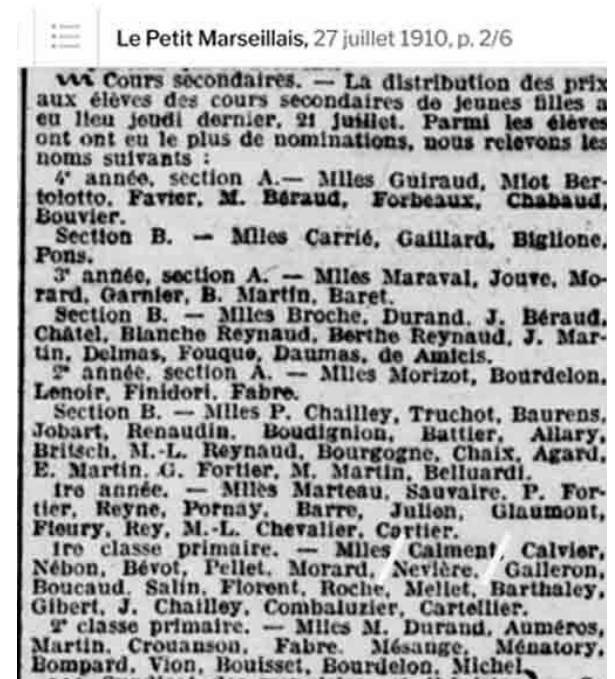 Le Petit Marseillais, 27 juillet 1910, p. 2/6
Cours secondaires. — La distribution des prix
aux élèves des cours secondaires de jeunes filles a
eu lieu jeudi dernier, 21 juillet. Parmi les élèves
ont ont eu le plus de nominations, nous relevons les
noms suivants :
4e année, section A.— Mlles Guiraud, Miot Ber-
tolotto, Favier, M. Béraud, Forbeaux, Chabaud,
Bouvier.
Section B. — Mlles Carrié, Gaillard, Biglione,
Pons.
3e année, section A. — Mlles Maraval, Jouve, Mo-
rard, Garnier, B. Martin, Baret.
Section B. — Mlles Broche, Durand, J. Béraud,
Châtel, Blanche Reynaud, Berthe Reynaud, J. Mar-
tin, Delmas, Fouque, Daumas, de Amicis.
2e année, section A. — Mlles Morizot, Bourdelon,
Lenoir, Finidori, Fabre.
Section B. — Mlles P. Chailley, Truchot, Baurens,
Jobart, Renaudin, Boudignion, Battier, Allary,
Britsch, M.-L. Reynaud, Bourgogne, Chaix, Agard,
E. Martin, G. Fortier, M. Martin, Belluardi.
1re année. — Mlles Marteau, Sauvaire, P. For-
tier, Reyne, Pornay, Barre, Julien, Glaumont,
Fleury, Rey, M.-L. Chevalier, Cartier.
1re classe primaire. — Mlles Calment, Calvier,
Nébon, Bévot, Pellet, Morard, Nevière, Galleron,
Boucaud, Salin, Florent, Roche, Mellet, Barthaley,
Gibert, J. Chailley, Combaluzier, Cartellier.
2e classe primaire. — Mlles M. Durand, Auméros,
Martin, Crouanson, Fabre, Mésange, Ménatory,
Bompard, Vion, Bouisset, Bourdelon, Michel.